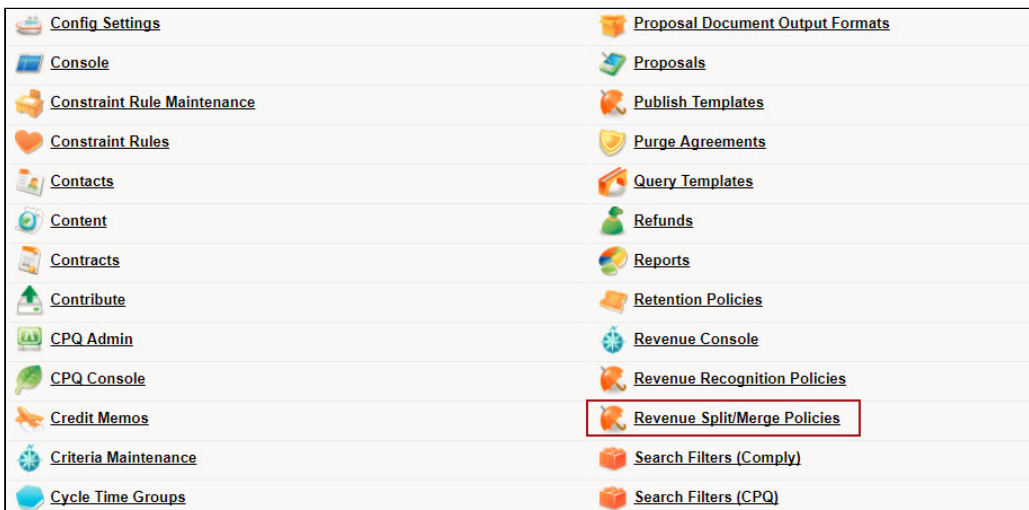 Config Settings
Console
Constraint Rule Maintenance
Constraint Rules
Contacts
Content
Contracts
Contribute
CPQ Admin
CPQ Console
Credit Memos
Criteria Maintenance
Cycle Time Groups
Proposal Document Output Formats
Proposals
Publish Templates
Purge Agreements
Query Templates
Refunds
Reports
Retention Policies
Revenue Console
Revenue Recognition Policies
Revenue Split/Merge Policies
Search Filters (Comply)
Search Filters (CPQ)